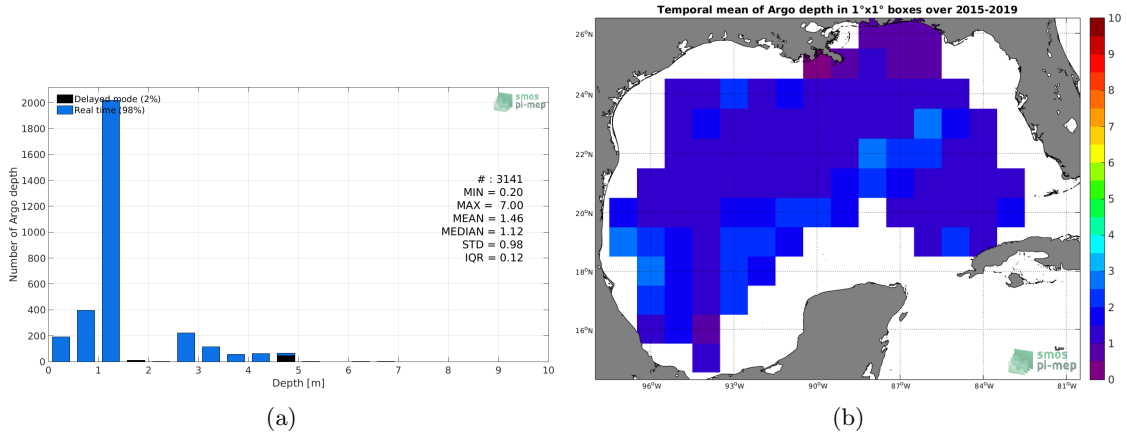 Delayed mode (2%)
Real time (98%)
smos
pi-mep
Number of Argo depth
2000
1800
1600
1400
1200
1000
800
600
400
200
0
# : 3141
MIN = 0.20
MAX = 7.00
MEAN = 1.46
MEDIAN = 1.12
STD = 0.98
IQR = 0.12
0 1 2 3 4 5 6 7 8 9 10
Depth [m]
(a)
Temporal mean of Argo depth in 1°x1° boxes over 2015-2019
26°N
24°N
22°N
20°N
18°N
16°N
96°W 93°W 90°W 87°W 84°W 81°W
smos
pi-mep
10
9
8
7
6
5
4
3
2
1
0
(b)